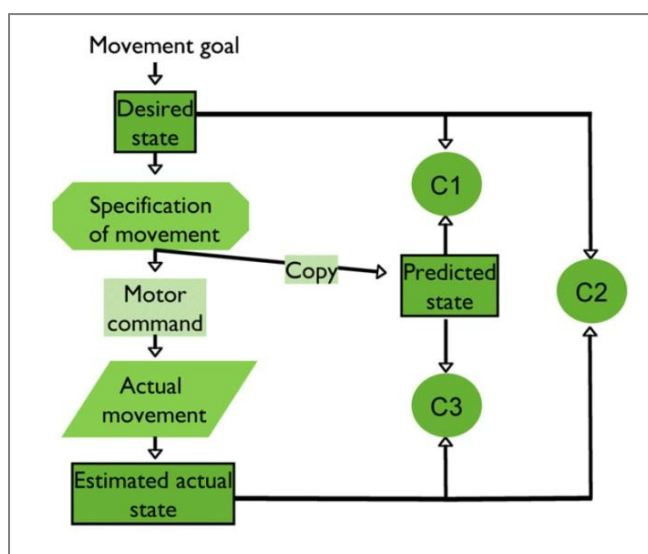 Movement goal
Desired
state
C1
Specification
of movement
Copy
Predicted
state
C2
Motor
command
Actual
movement
C3
Estimated actual
state